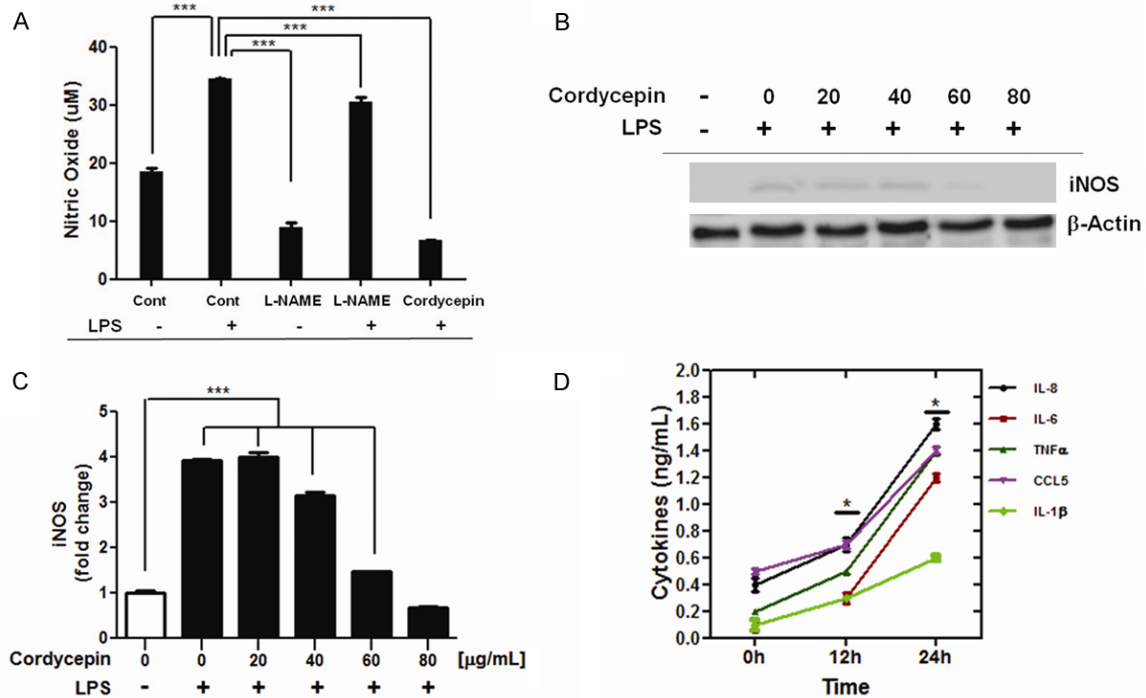 A
*** *** *** ***
Nitric Oxide (uM)
40
30
20
10
0
Cont Cont L-NAME L-NAME Cordycepin
LPS - + - + +
B
Cordycepin - 0 20 40 60 80
LPS - + + + + +
iNOS
β-Actin
C
***
iNOS
(fold change)
5
4
3
2
1
0
Cordycepin 0 0 20 40 60 80 [µg/mL]
LPS - + + + + +
D
Cytokines (ng/mL)
2.0
1.8
1.6
1.4
1.2
1.0
0.8
0.6
0.4
0.2
0.0
* *
0h 12h 24h
Time
IL-8
IL-6
TNFα
CCL5
IL-1β